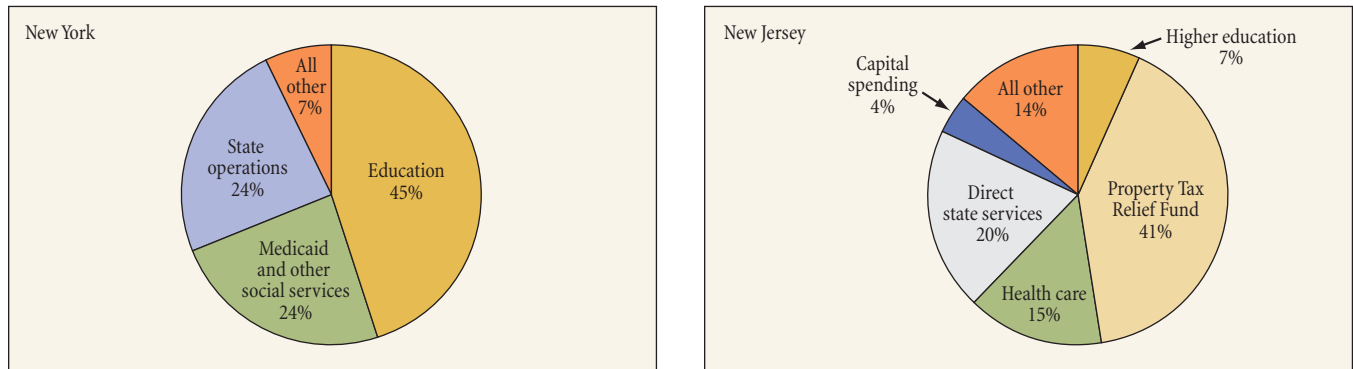 New York
All
other
7%
State
operations
24%
Education
45%
Medicaid
and other
social services
24%
New Jersey
Higher education
7%
Capital
spending
4%
All other
14%
Property Tax
Relief Fund
41%
Direct
state services
20%
Health care
15%